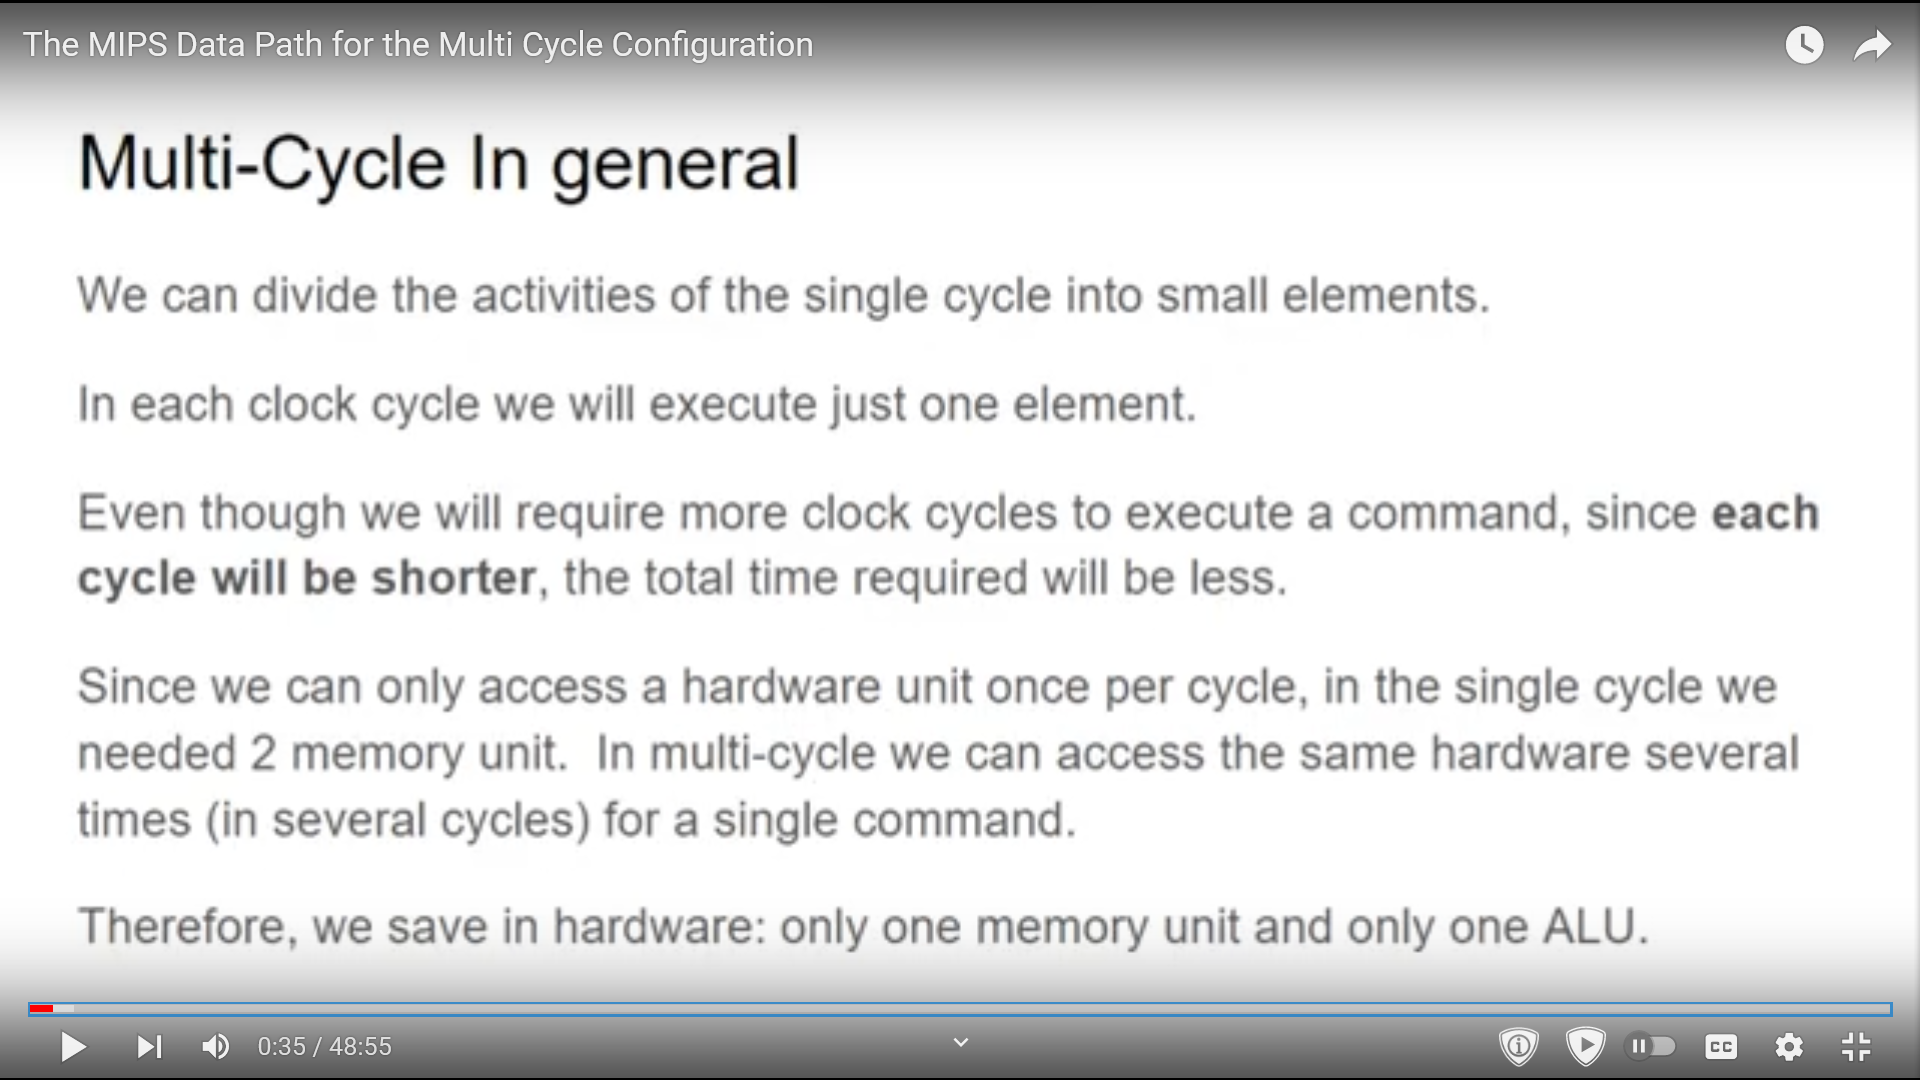 The MIPS Data Path for the Multi Cycle Configuration
Multi-Cycle In general
We can divide the activities of the single cycle into small elements.
In each clock cycle we will execute just one element.
Even though we will require more clock cycles to execute a command, since each
cycle will be shorter, the total time required will be less.
Since we can only access a hardware unit once per cycle, in the single cycle we
needed 2 memory unit.  In multi-cycle we can access the same hardware several
times (in several cycles) for a single command.
Therefore, we save in hardware: only one memory unit and only one ALU.
0:35 / 48:55
CC